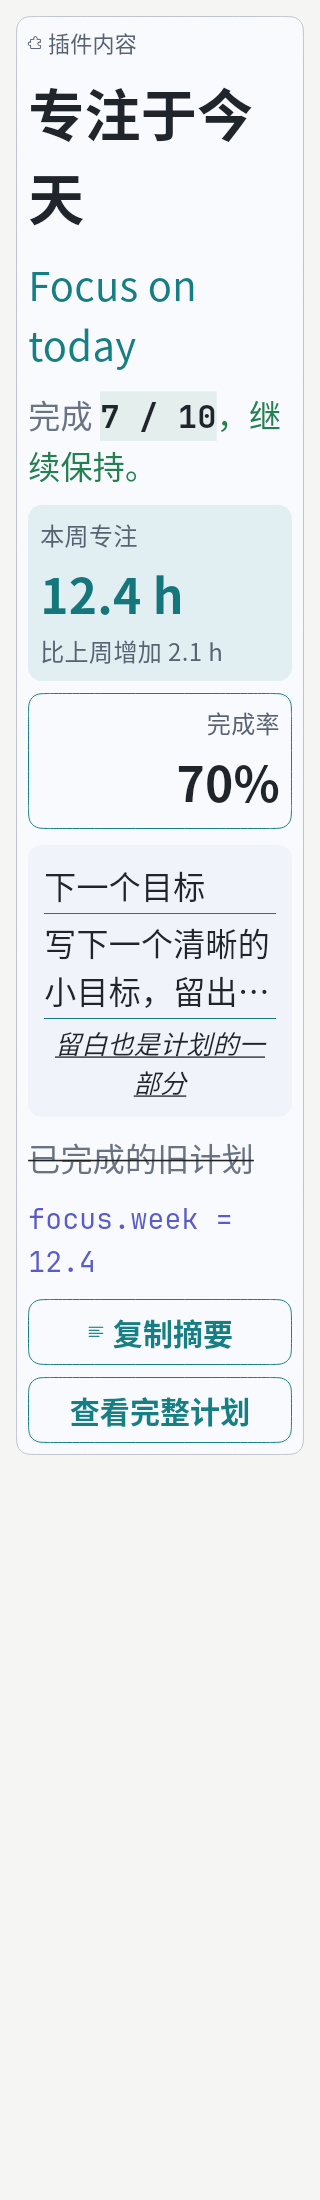 插件内容
专注于今
天
Focus on
today
完成 7 / 10，继
续保持。
本周专注
12.4 h
比上周增加 2.1 h
完成率
70%
下一个目标
写下一个清晰的
小目标，留出…
留白也是计划的一
部分
已完成的旧计划
focus.week =
12.4
复制摘要
查看完整计划